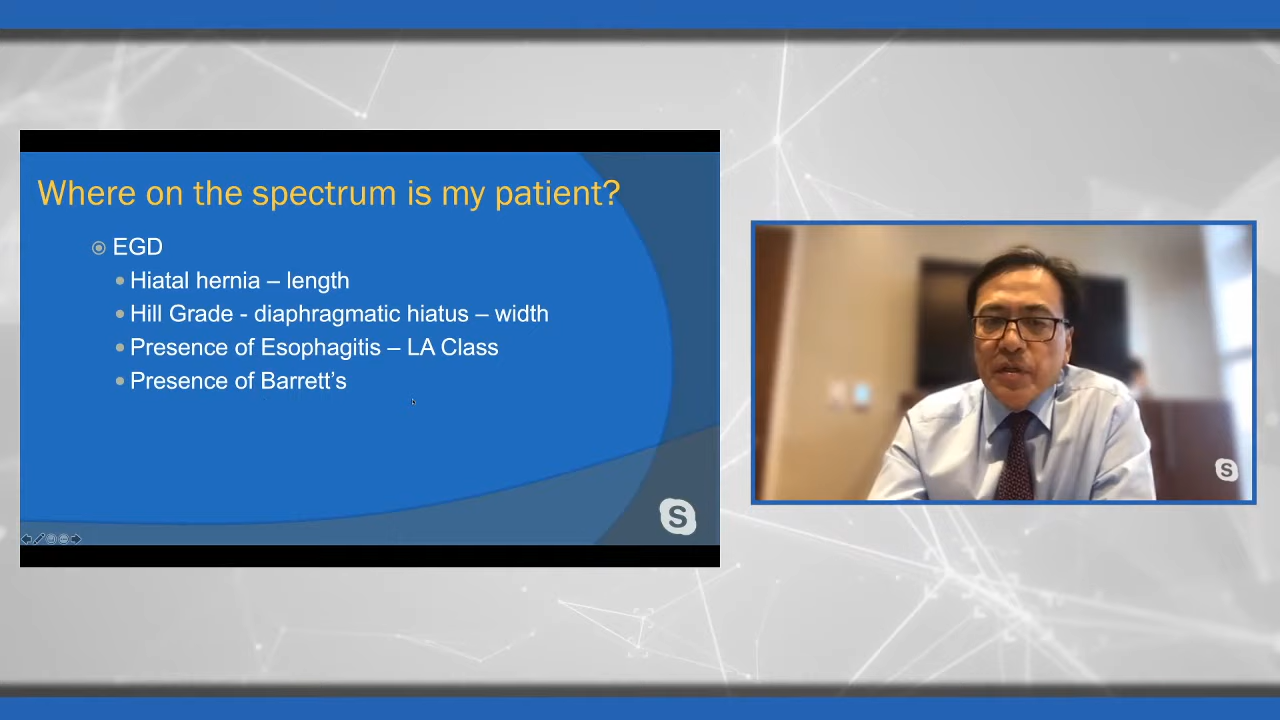 Where on the spectrum is my patient?
EGD
Hiatal hernia – length
Hill Grade - diaphragmatic hiatus – width
Presence of Esophagitis – LA Class
Presence of Barrett’s
S
S